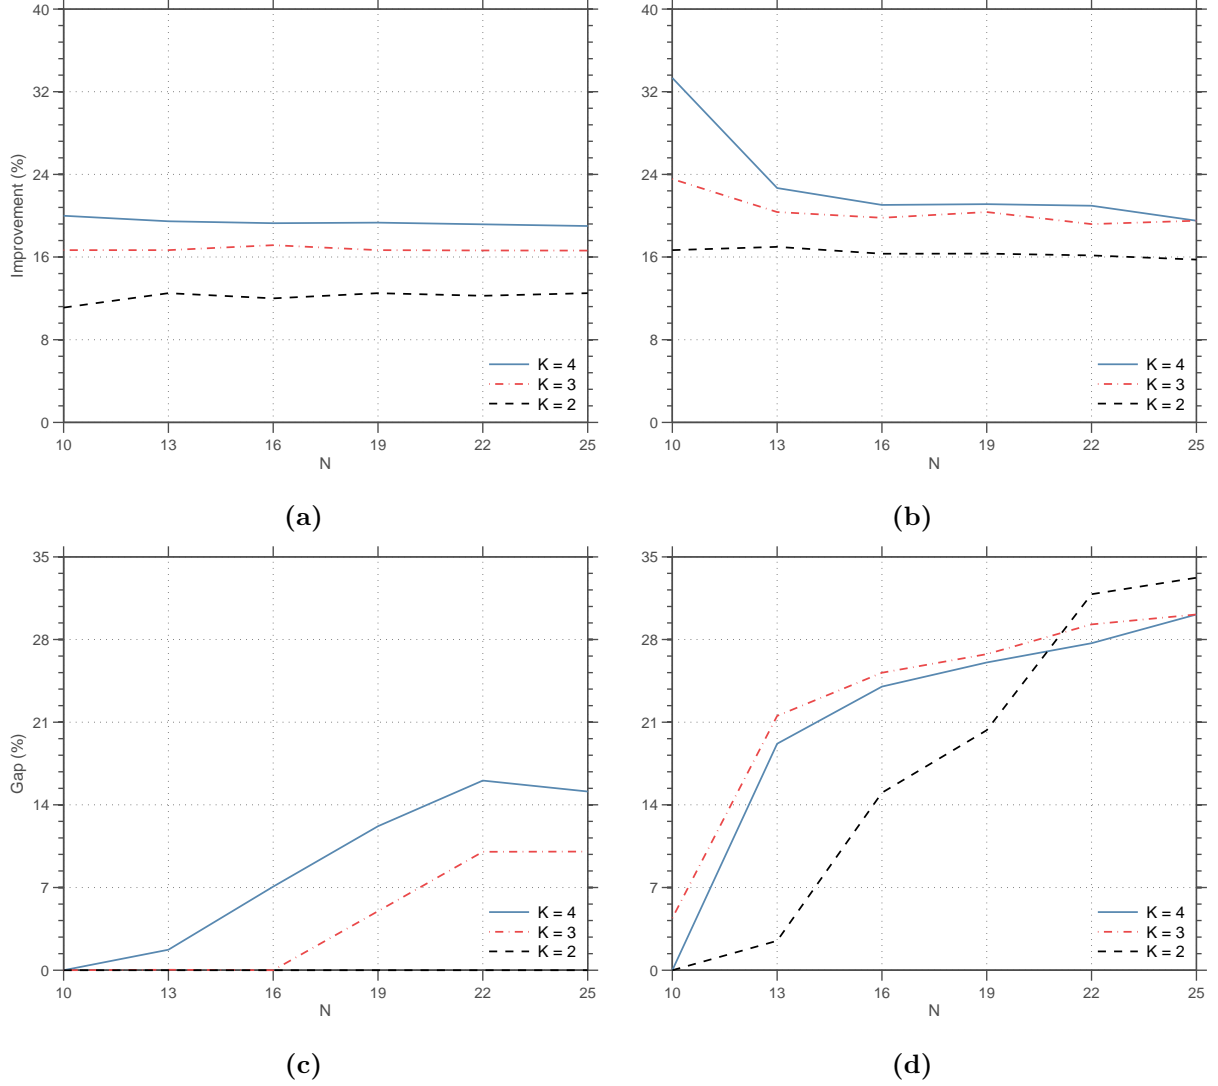 40
32
24
16
8
0
Improvement (%)
K = 4
K = 3
K = 2
10 13 16 19 22 25
N
(a)
40
32
24
16
8
0
K = 4
K = 3
K = 2
10 13 16 19 22 25
N
(b)
35
28
21
14
7
0
Gap (%)
K = 4
K = 3
K = 2
10 13 16 19 22 25
N
(c)
35
28
21
14
7
0
K = 4
K = 3
K = 2
10 13 16 19 22 25
N
(d)